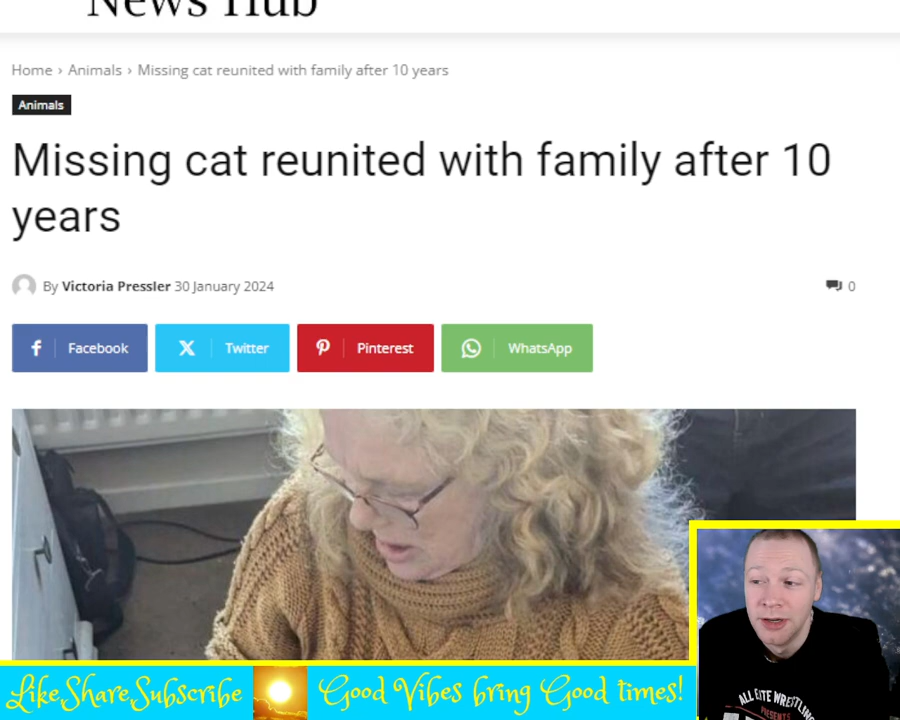 News Hub
Home › Animals › Missing cat reunited with family after 10 years
Animals
Missing cat reunited with family after 10
years
By Victoria Pressler 30 January 2024
0
Facebook
Twitter
Pinterest
WhatsApp
ALL ELITE WRESTLING
PRESENTS
Like,Share,Subscribe
Good Vibes bring Good times!